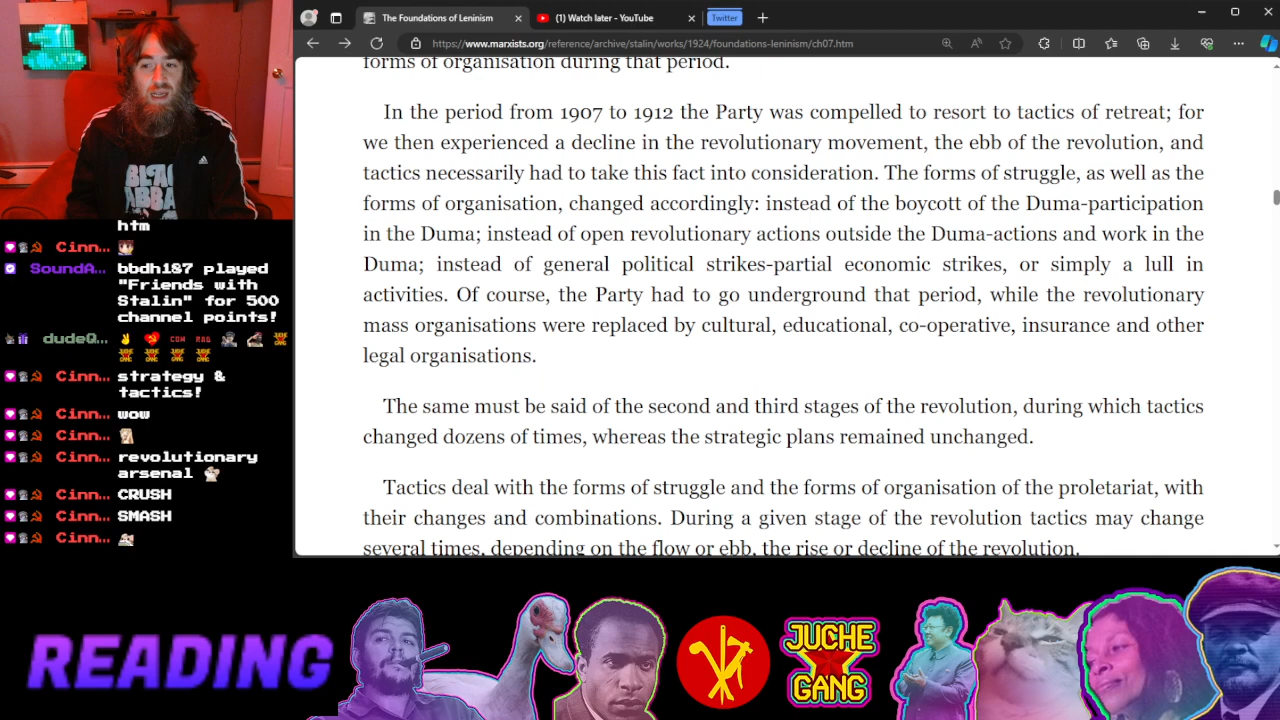 The Foundations of Leninism
(1) Watch later - YouTube
Twitter
https://www.marxists.org/reference/archive/stalin/works/1924/foundations-leninism/ch07.htm
forms of organisation during that period.
In the period from 1907 to 1912 the Party was compelled to resort to tactics of retreat; for
we then experienced a decline in the revolutionary movement, the ebb of the revolution, and
tactics necessarily had to take this fact into consideration. The forms of struggle, as well as the
forms of organisation, changed accordingly: instead of the boycott of the Duma-participation
in the Duma; instead of open revolutionary actions outside the Duma-actions and work in the
Duma; instead of general political strikes-partial economic strikes, or simply a lull in
activities. Of course, the Party had to go underground that period, while the revolutionary
mass organisations were replaced by cultural, educational, co-operative, insurance and other
legal organisations.
The same must be said of the second and third stages of the revolution, during which tactics
changed dozens of times, whereas the strategic plans remained unchanged.
Tactics deal with the forms of struggle and the forms of organisation of the proletariat, with
their changes and combinations. During a given stage of the revolution tactics may change
several times, depending on the flow or ebb, the rise or decline of the revolution.
htm
Cinn...
SoundA... bbdh187 played
"Friends with
Stalin" for 500
channel points!
dudeQ...
Cinn... strategy &
tactics!
Cinn... wow
Cinn...
Cinn... revolutionary
arsenal
Cinn... CRUSH
Cinn... SMASH
Cinn...
READING
JUCHE
GANG